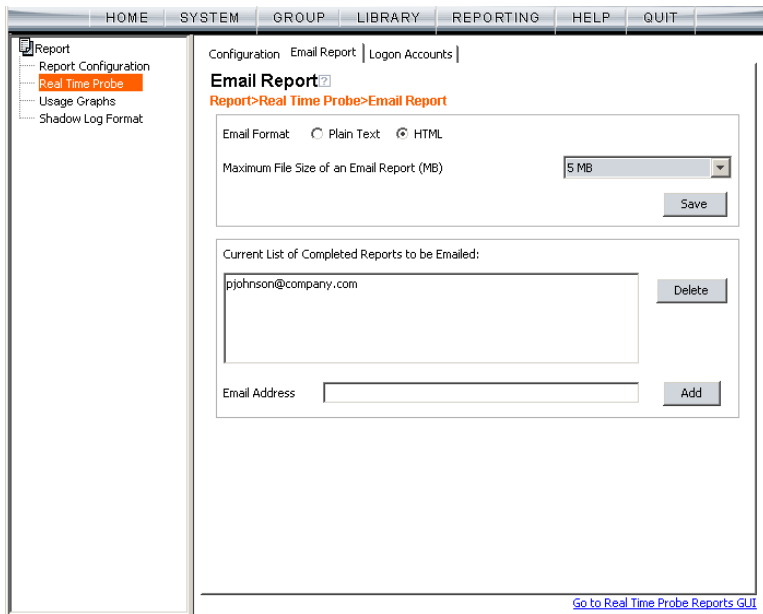 HOME SYSTEM GROUP LIBRARY REPORTING HELP QUIT
Report
Report Configuration
Real Time Probe
Usage Graphs
Shadow Log Format
Configuration Email Report Logon Accounts
Email Report ?
Report>Real Time Probe>Email Report
Email Format Plain Text HTML
Maximum File Size of an Email Report (MB) 5 MB
Save
Current List of Completed Reports to be Emailed:
pjohnson@company.com
Delete
Email Address Add
Go to Real Time Probe Reports GUI